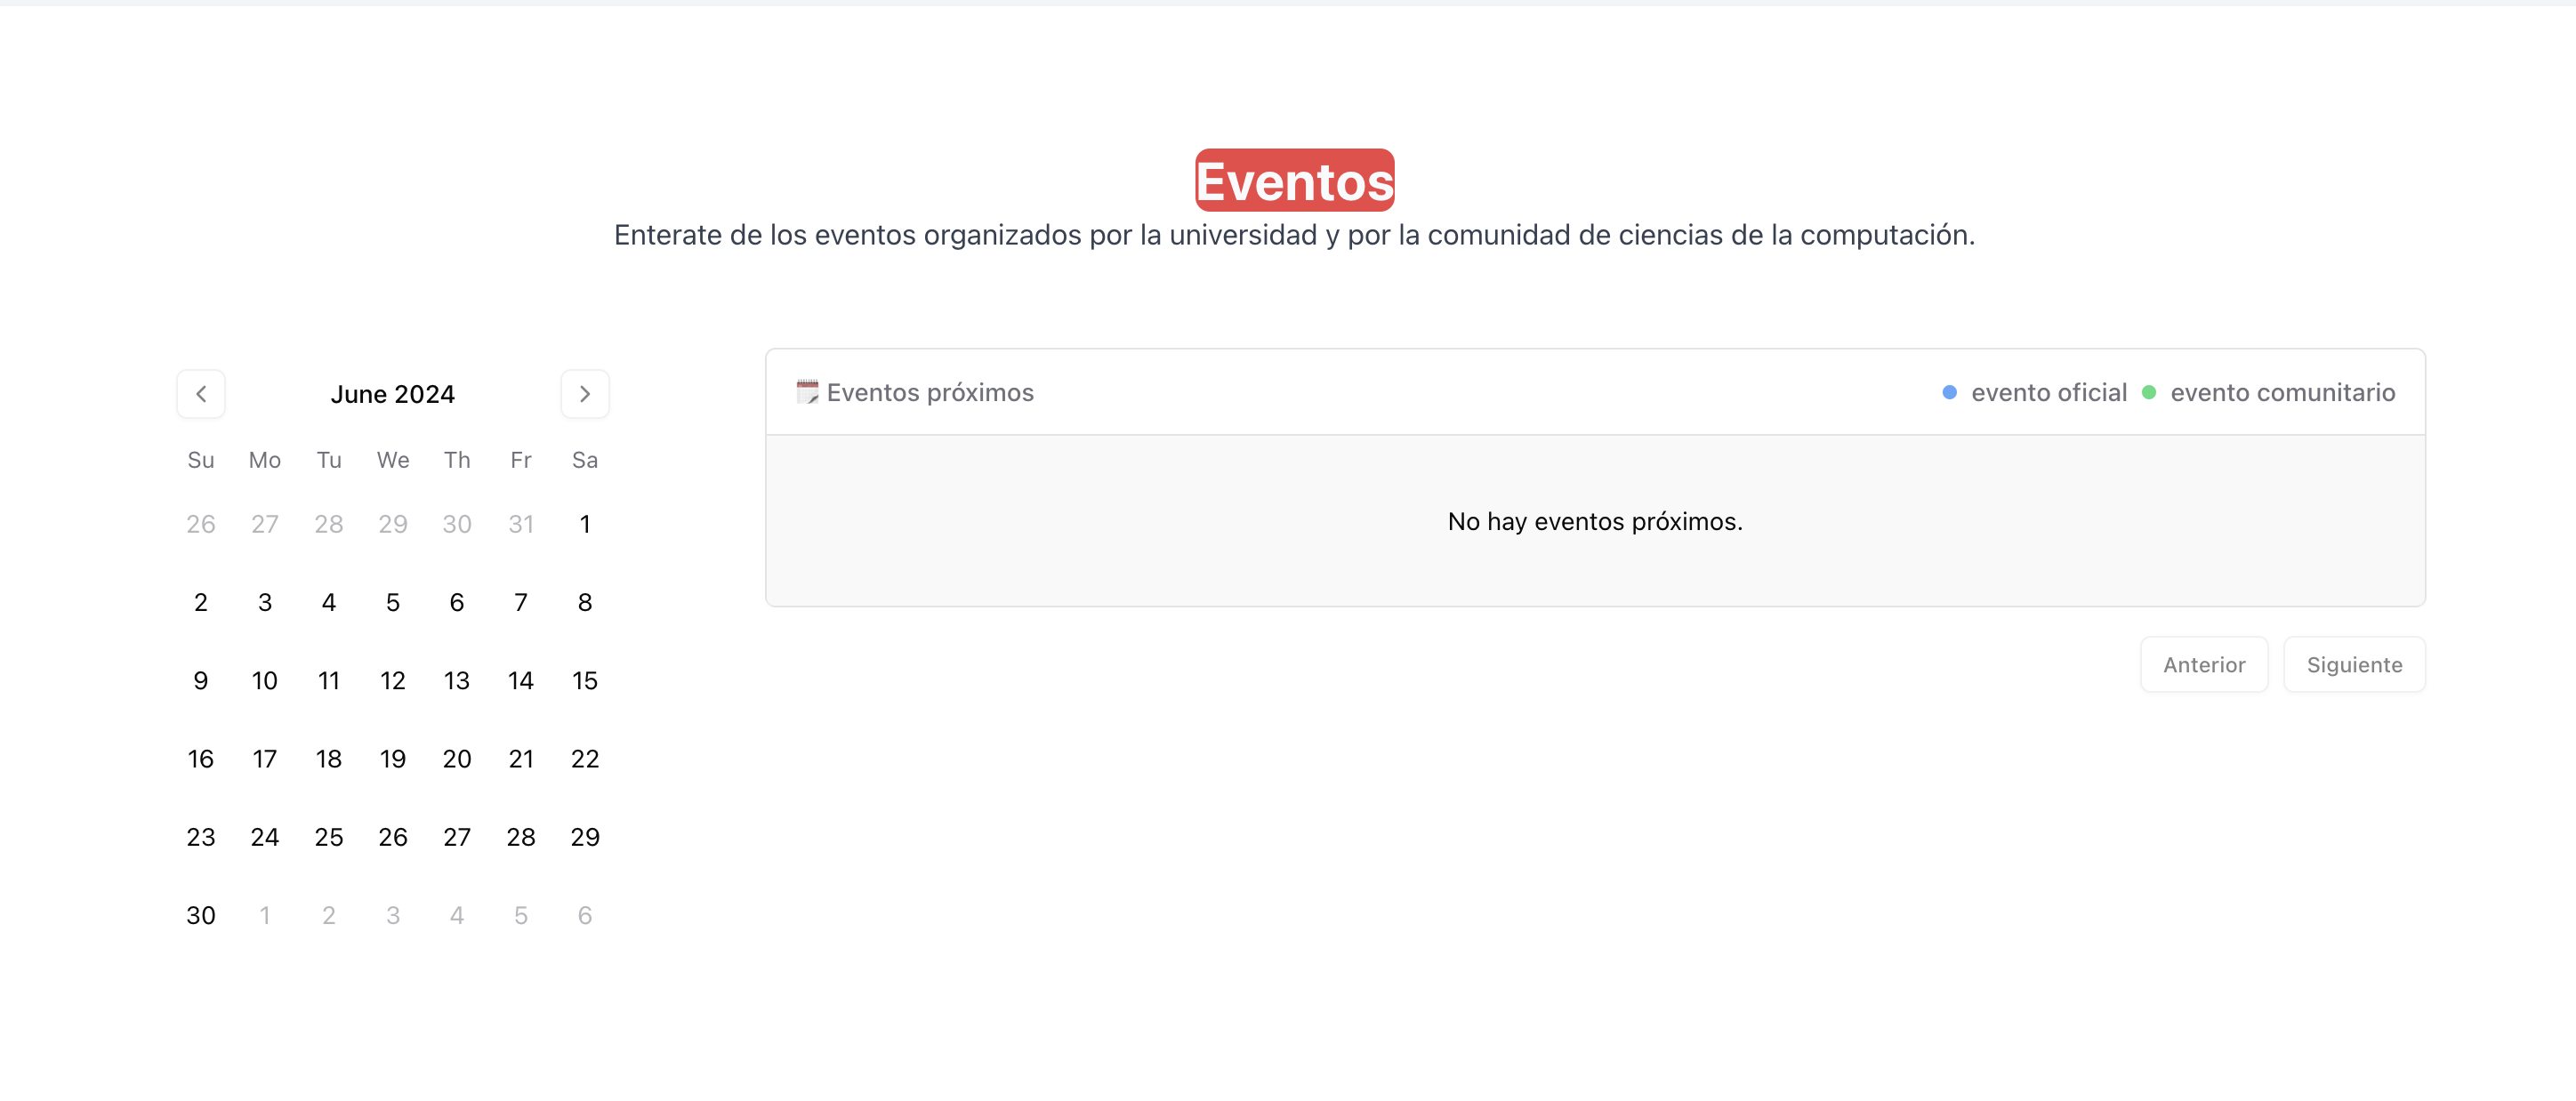 Eventos
Enterate de los eventos organizados por la universidad y por la comunidad de ciencias de la computación.
June 2024
Su Mo Tu We Th Fr Sa
26 27 28 29 30 31 1
2 3 4 5 6 7 8
9 10 11 12 13 14 15
16 17 18 19 20 21 22
23 24 25 26 27 28 29
30 1 2 3 4 5 6
Eventos próximos
evento oficial evento comunitario
No hay eventos próximos.
Anterior Siguiente